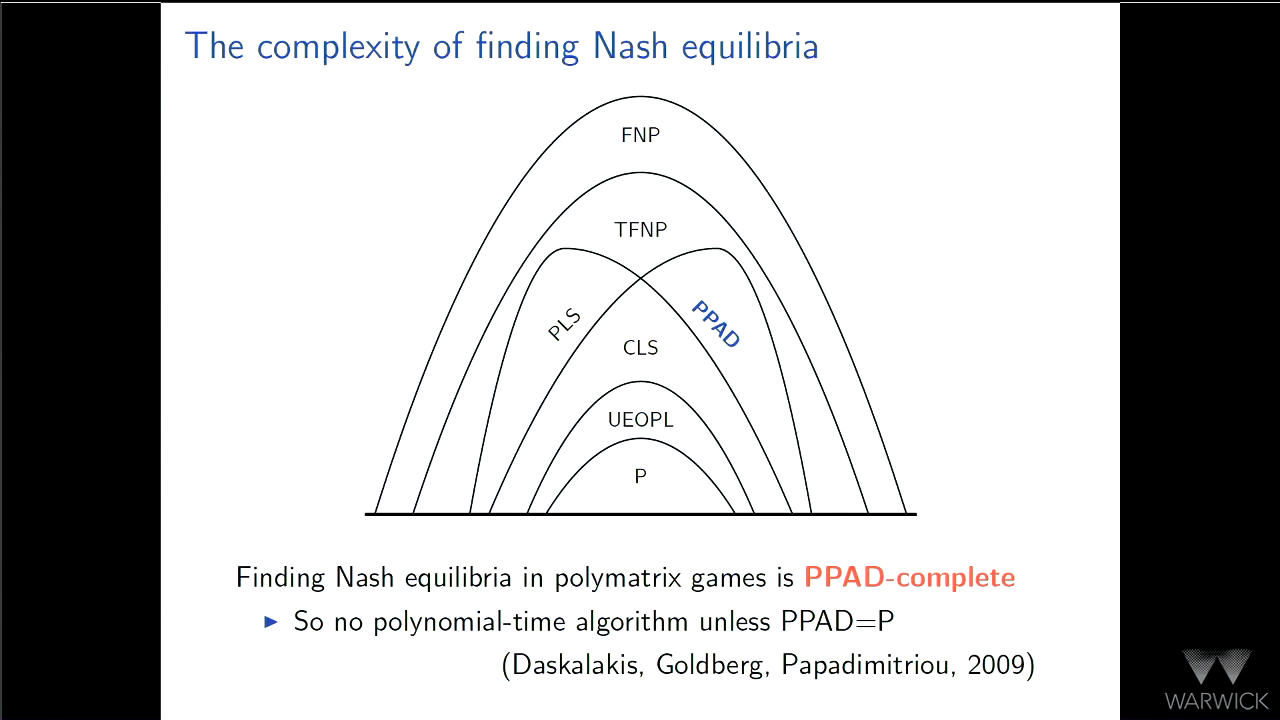 The complexity of finding Nash equilibria
FNP
TFNP
PLS
PPAD
CLS
UEOPL
P
Finding Nash equilibria in polymatrix games is PPAD-complete
▶ So no polynomial-time algorithm unless PPAD=P
(Daskalakis, Goldberg, Papadimitriou, 2009)
WARWICK